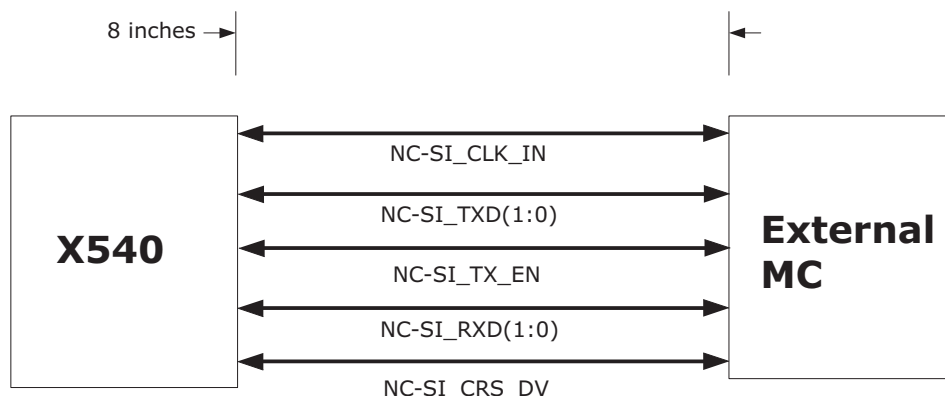 8 inches
NC-SI_CLK_IN
NC-SI_TXD(1:0)
X540
External
MC
NC-SI_TX_EN
NC-SI_RXD(1:0)
NC-SI_CRS_DV